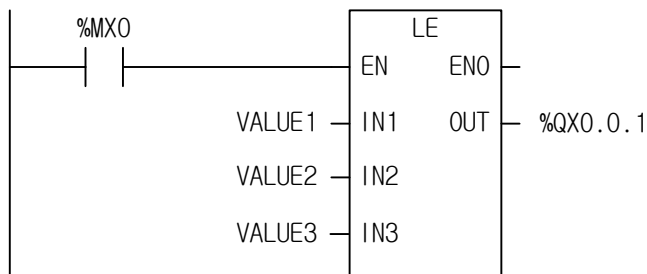 %MX0
LE
EN ENO
VALUE1 IN1 OUT %QX0.0.1
VALUE2 IN2
VALUE3 IN3